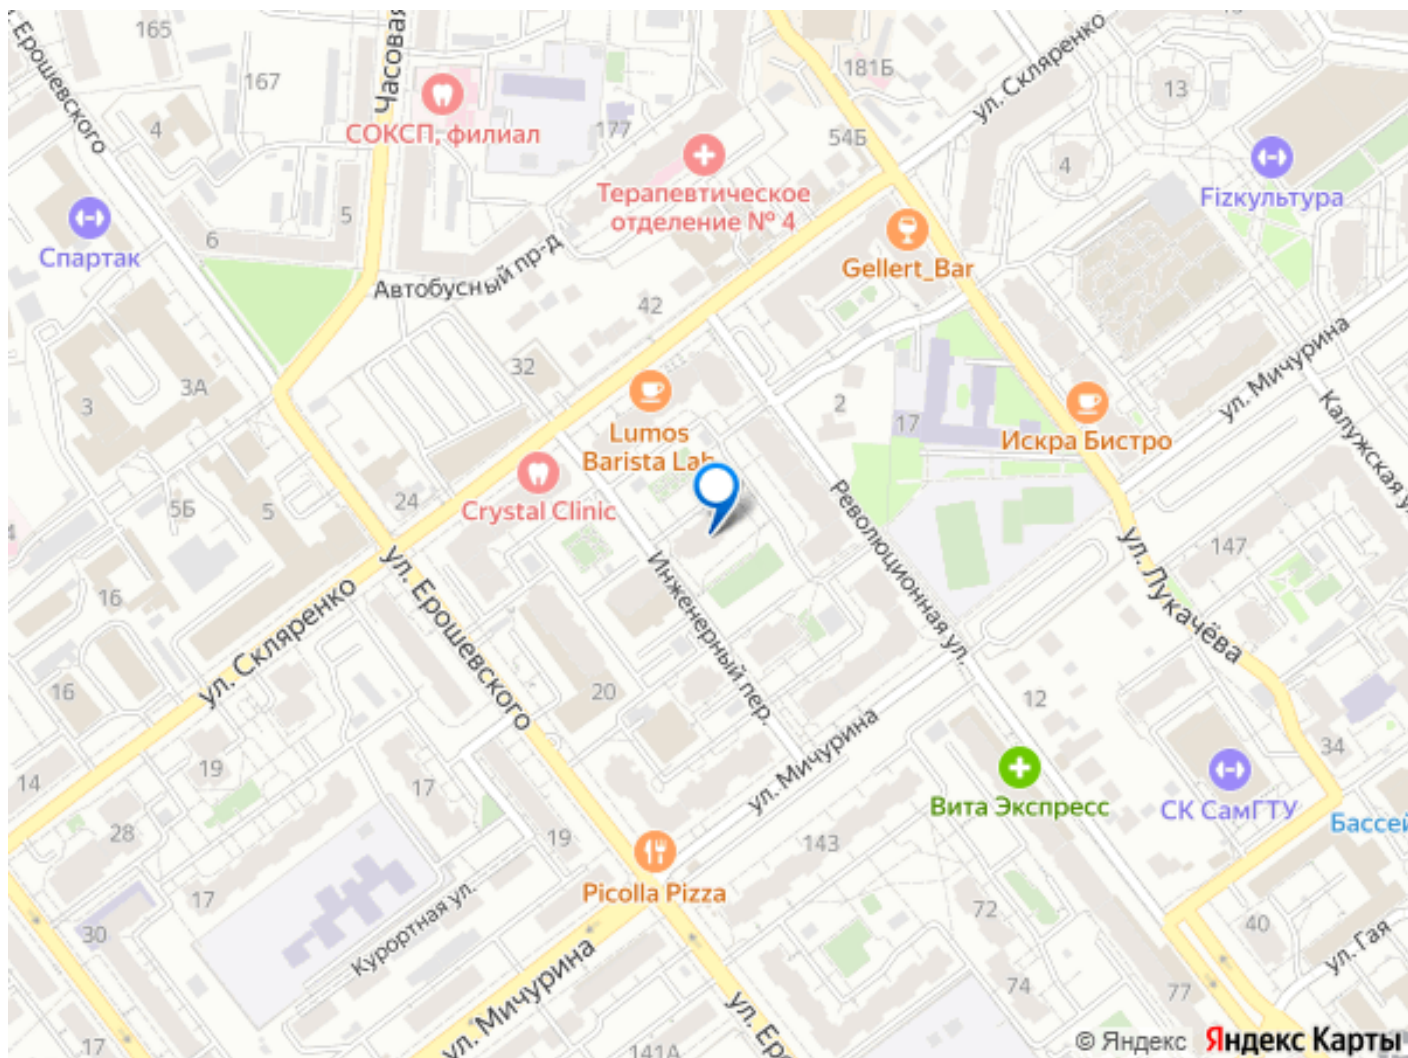 165
Часовая
Ерошевского
167
181Б
ул. Скляренко
13
4
СОКСП, филиал
177
54Б
4
Терапевтическое
отделение № 4
Fizкультура
5
6
Спартак
Gellert_Bar
Автобусный пр-д
42
32
3А
3
2
17
Lumos
Barista Lab
Искра Бистро
ул. Мичурина
Калужская
Crystal Clinic
5Б
5
24
Революционная ул.
147
ул. Лукачёва
16
ул. Скляренко
ул. Ерошевского
Инженерный пер.
16
20
12
34
14
19
17
ул. Мичурина
Вита Экспресс
СК СамГТУ
28
19
143
Picolla Pizza
17
Курортная ул.
72
40
30
ул. Гая
74
77
ул. Мичурина
17
141А
© Яндекс Яндекс Карты